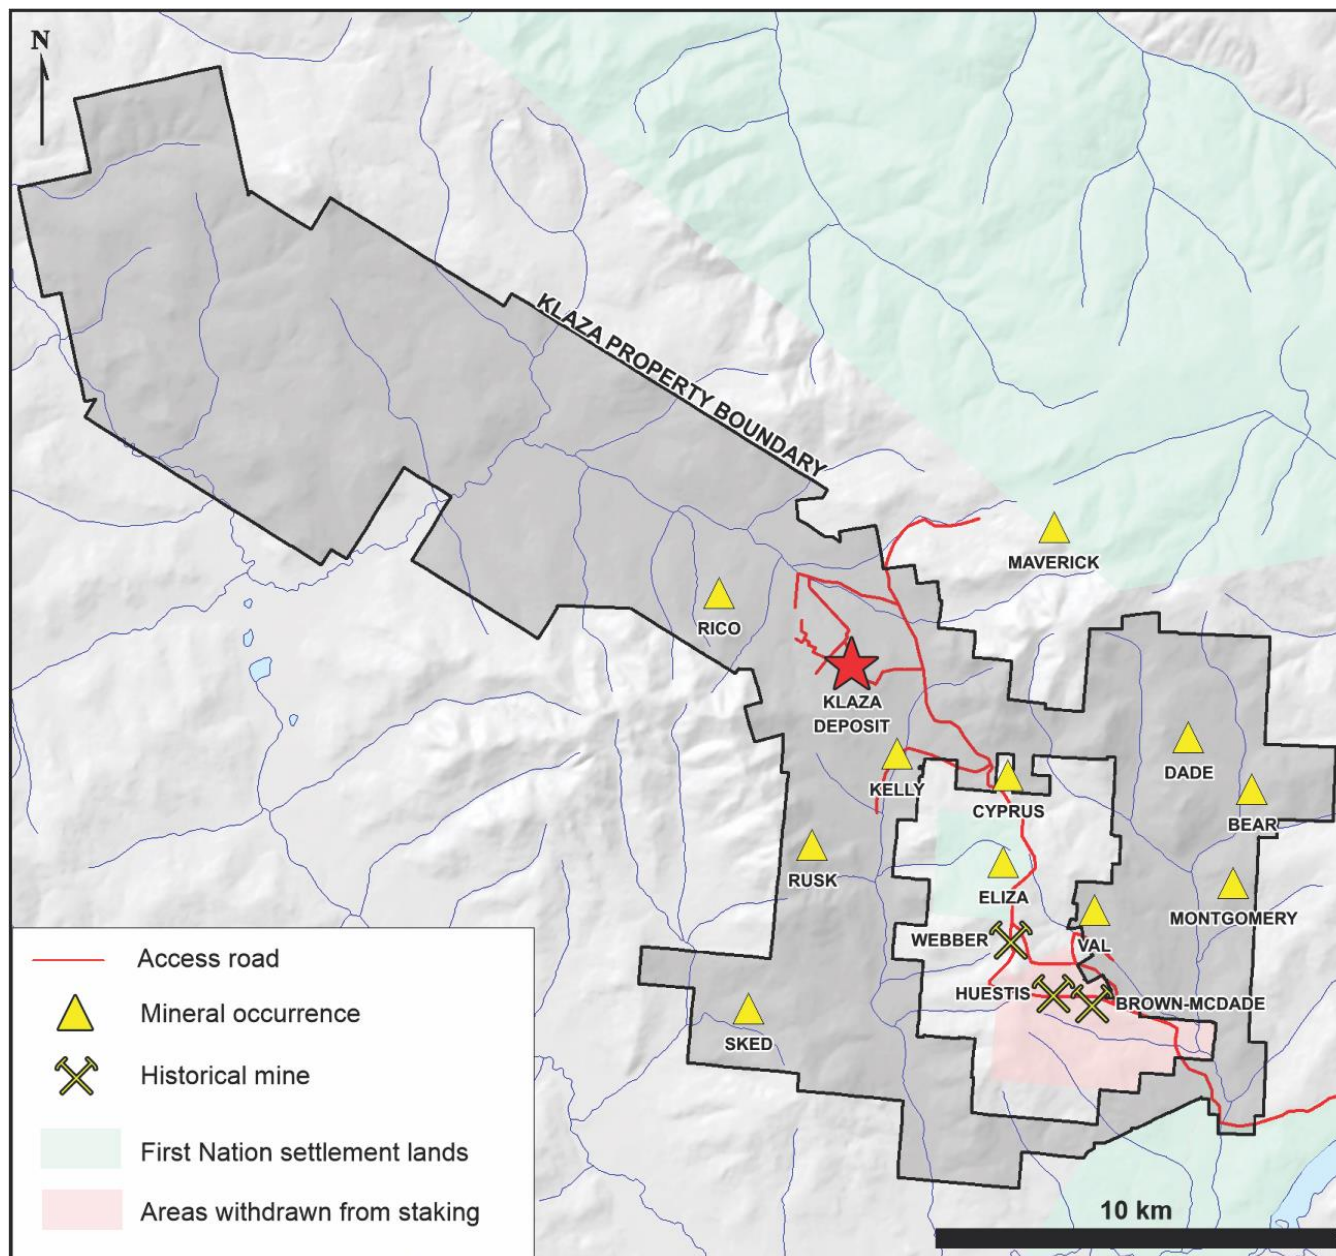 N
KLAZA PROPERTY BOUNDARY
MAVERICK
RICO
KLAZA
DEPOSIT
DADE
KELLY
CYPRUS
BEAR
RUSK
ELIZA
MONTGOMERY
WEBBER
VAL
HUESTIS
BROWN-MCDADE
SKED
Access road
Mineral occurrence
Historical mine
First Nation settlement lands
Areas withdrawn from staking
10 km